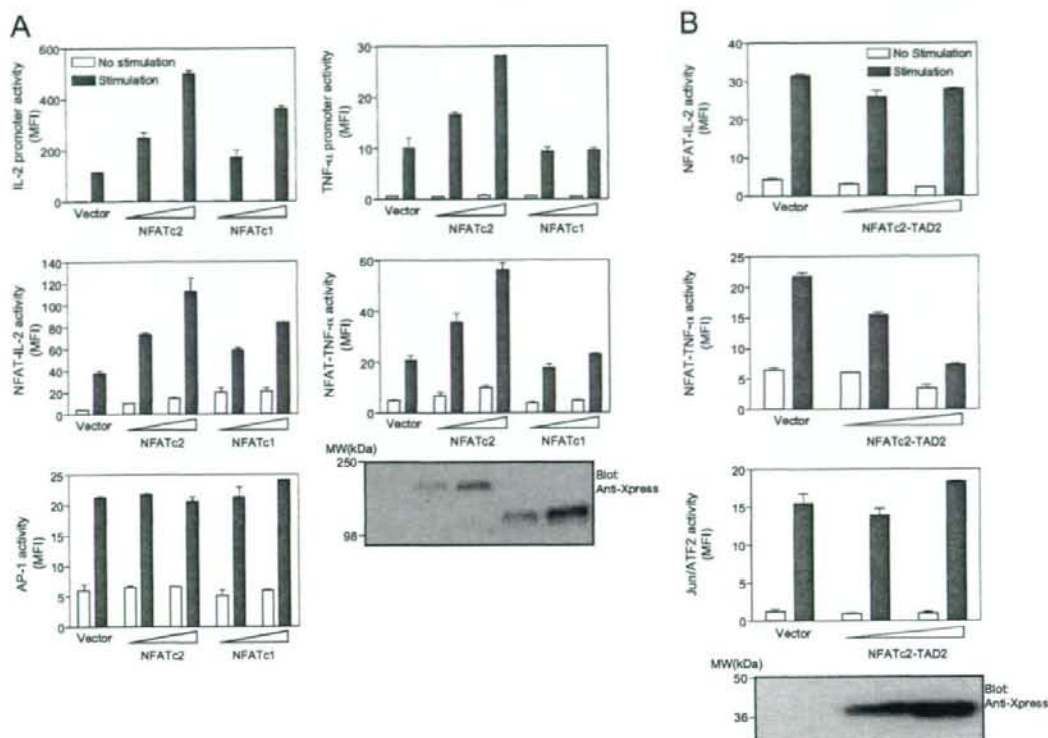 A
IL-2 promoter activity
(MFI)
600
400
200
0
No stimulation
Stimulation
Vector
NFATc2
NFATc1
TNF-α promoter activity
(MFI)
30
20
10
0
Vector
NFATc2
NFATc1
NFAT-IL-2 activity
(MFI)
140
120
100
80
60
40
20
0
Vector
NFATc2
NFATc1
NFAT-TNF-α activity
(MFI)
60
40
20
0
Vector
NFATc2
NFATc1
MW(kDa)
250
98
Blot:
Anti-Xpress
AP-1 activity
(MFI)
25
20
15
10
5
0
Vector
NFATc2
NFATc1
B
NFAT-IL-2 activity
(MFI)
40
30
20
10
0
No Stimulation
Stimulation
Vector
NFATc2-TAD2
NFAT-TNF-α activity
(MFI)
25
20
15
10
5
0
Vector
NFATc2-TAD2
Jun/ATF2 activity
(MFI)
20
15
10
5
0
Vector
NFATc2-TAD2
MW(kDa)
50
36
Blot:
Anti-Xpress